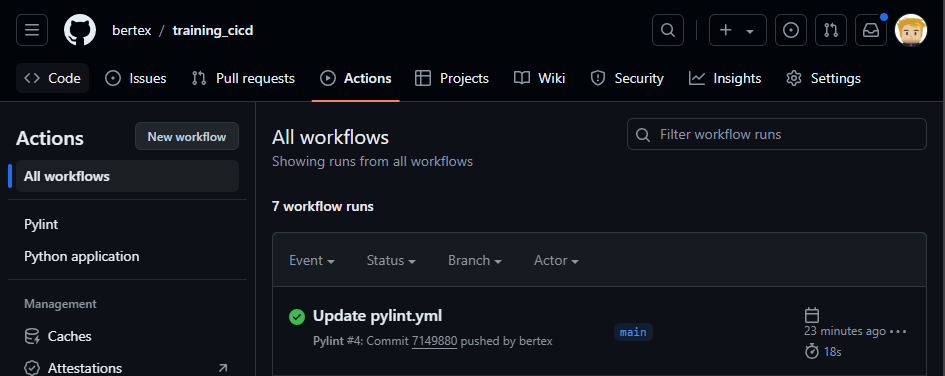 bertex / training_cicd
Code Issues Pull requests Actions Projects Wiki Security Insights Settings
Actions
New workflow
All workflows
Pylint
Python application
Management
Caches
Attestations
All workflows
Showing runs from all workflows
Filter workflow runs
7 workflow runs
Event Status Branch Actor
Update pylint.yml
Pylint #4: Commit 7149880 pushed by bertex
main
23 minutes ago
18s